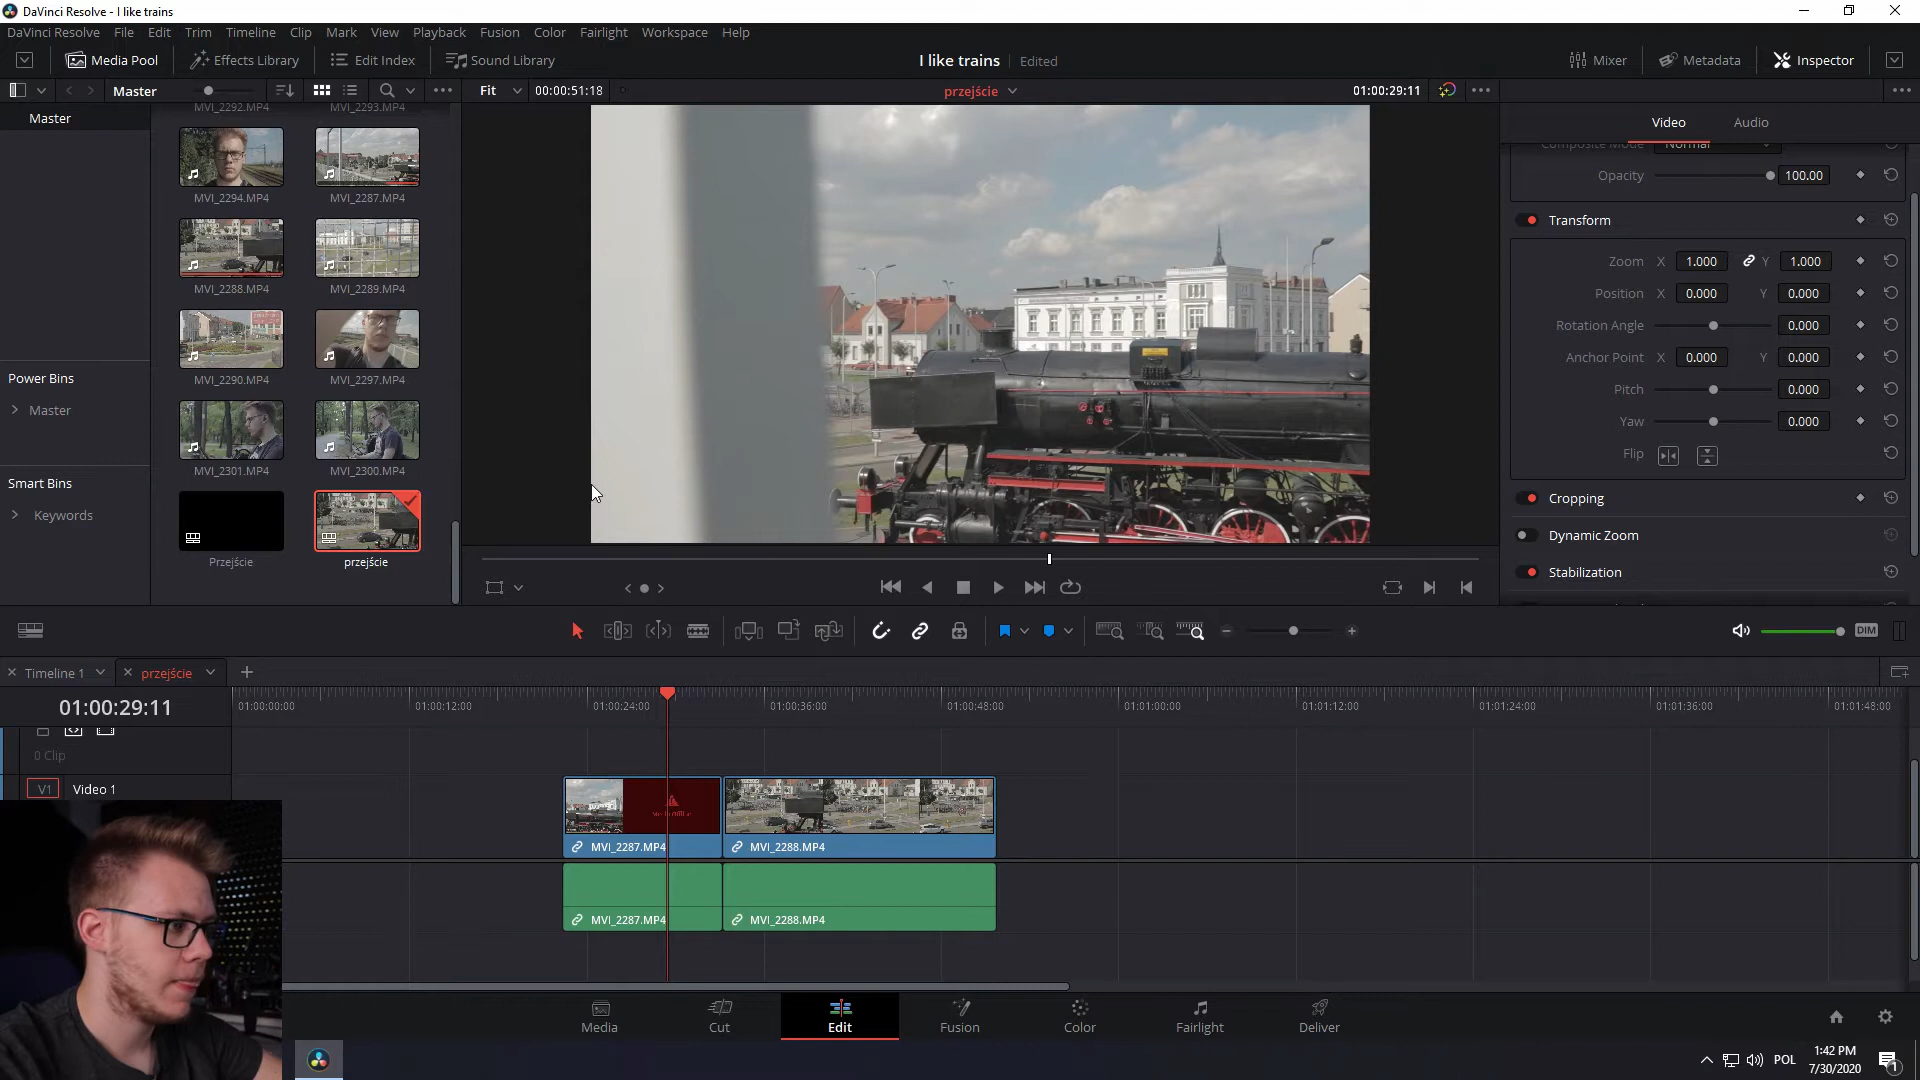 DaVinci Resolve - I like trains
DaVinci Resolve File Edit Trim Timeline Clip Mark View Playback Fusion Color Fairlight Workspace Help
Media Pool Effects Library Edit Index Sound Library I like trains Edited Mixer Metadata Inspector
Master Fit 00:00:51:18 przejście 01:00:29:11
Master
MVI_2292.MP4 MVI_2293.MP4
MVI_2294.MP4 MVI_2287.MP4
MVI_2288.MP4 MVI_2289.MP4
MVI_2290.MP4 MVI_2297.MP4
MVI_2301.MP4 MVI_2300.MP4
Przejście przejście
Power Bins
Master
Smart Bins
Keywords
Video Audio
Composite Mode Normal
Opacity 100.00
Transform
Zoom X 1.000 Y 1.000
Position X 0.000 Y 0.000
Rotation Angle 0.000
Anchor Point X 0.000 Y 0.000
Pitch 0.000
Yaw 0.000
Flip
Cropping
Dynamic Zoom
Stabilization
DIM
Timeline 1 przejście
01:00:29:11
01:00:00:00 01:00:12:00 01:00:24:00 01:00:36:00 01:00:48:00 01:01:00:00 01:01:12:00 01:01:24:00 01:01:36:00 01:01:48:00
0 Clip
V1 Video 1
MVI_2287.MP4 MVI_2288.MP4
MVI_2287.MP4 MVI_2288.MP4
Media Cut Edit Fusion Color Fairlight Deliver
POL 1:42 PM
7/30/2020
1